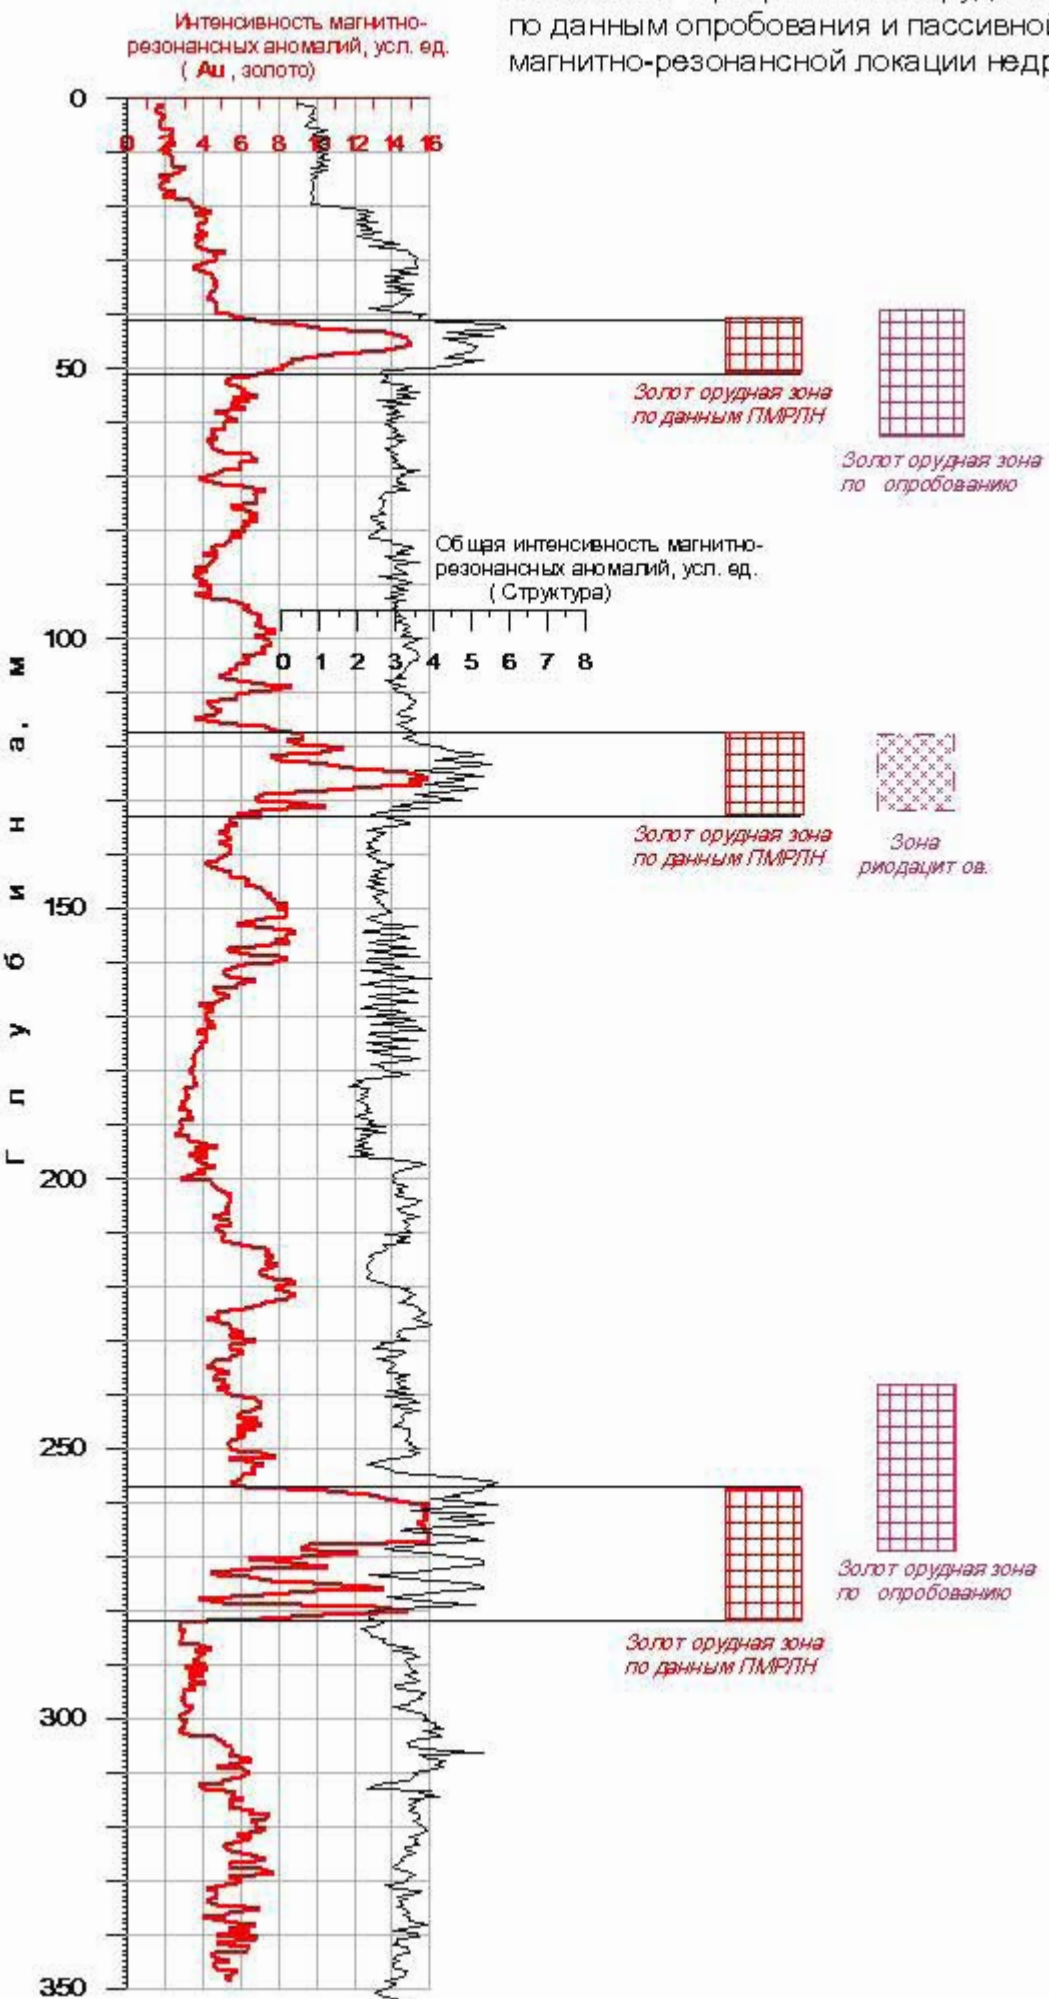 по данным опробования и пассивной
магнитно-резонансной локации недр
Интенсивность магнитно-
резонансных аномалий, усл. ед.
( Au , золото)
0
0 2 4 6 8 10 12 14 16
50
Золот орудная зона
по данным ПМРЛН
Золот орудная зона
по опробованию
Общая интенсивность магнитно-
резонансных аномалий, усл. ед.
( Структура)
100
0 1 2 3 4 5 6 7 8
Золот орудная зона
по данным ПМРЛН
Зона
риодацит ов.
150
Глубина, м
200
250
Золот орудная зона
по опробованию
Золот орудная зона
по данным ПМРЛН
300
350